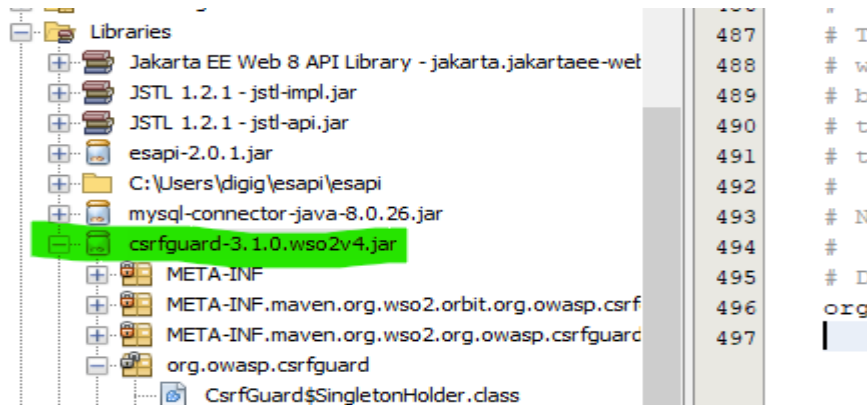 Libraries
Jakarta EE Web 8 API Library - jakarta.jakartaee-web
JSTL 1.2.1 - jstl-impl.jar
JSTL 1.2.1 - jstl-api.jar
esapi-2.0.1.jar
C:\Users\digig\esapi\esapi
mysql-connector-java-8.0.26.jar
csrfguard-3.1.0.wso2v4.jar
META-INF
META-INF.maven.org.wso2.orbit.org.owasp.csrf
META-INF.maven.org.wso2.org.owasp.csrfguard
org.owasp.csrfguard
CsrfGuard$SingletonHolder.class
487 # T
488 # w
489 # b
490 # t
491 # t
492 #
493 # N
494 #
495 # D
496 org
497